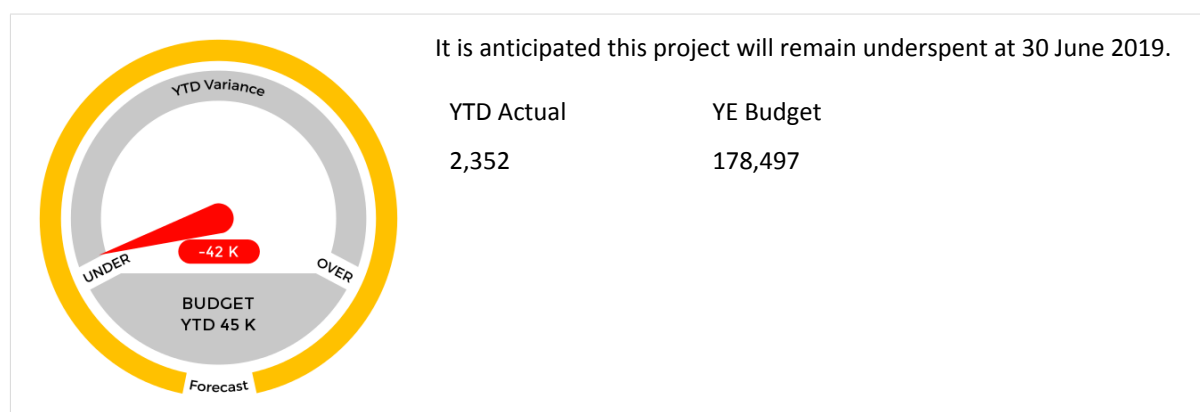 It is anticipated this project will remain underspent at 30 June 2019.
YTD Actual YE Budget
2,352 178,497
YTD Variance
-42 K
UNDER OVER
BUDGET
YTD 45 K
Forecast